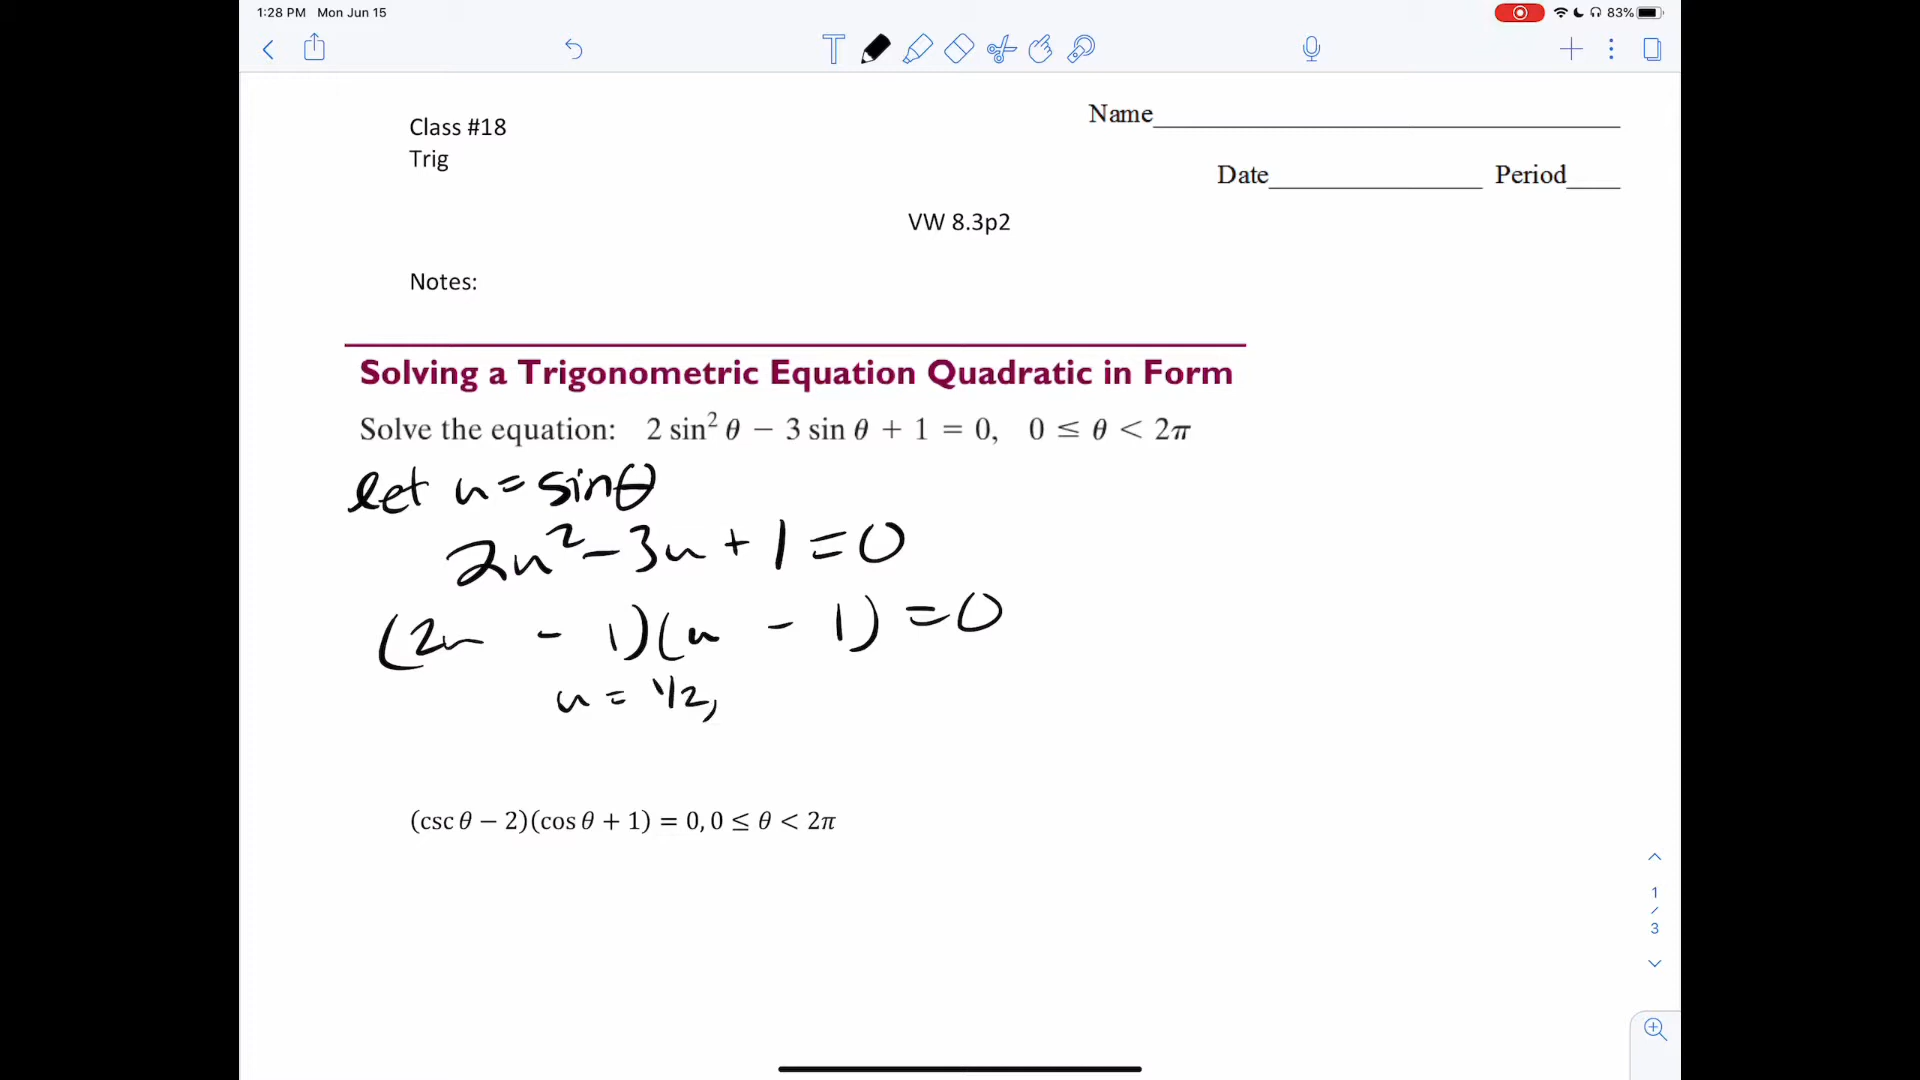 1:28 PM Mon Jun 15
83%
Class #18
Name
Trig
Date Period
VW 8.3p2
Notes:
Solving a Trigonometric Equation Quadratic in Form
Solve the equation: 2 sin² θ − 3 sin θ + 1 = 0, 0 ≤ θ < 2π
let u = sinθ
2u² − 3u + 1 = 0
(2u − 1)(u − 1) = 0
u = 1/2,
(csc θ − 2)(cos θ + 1) = 0, 0 ≤ θ < 2π
1
/
3